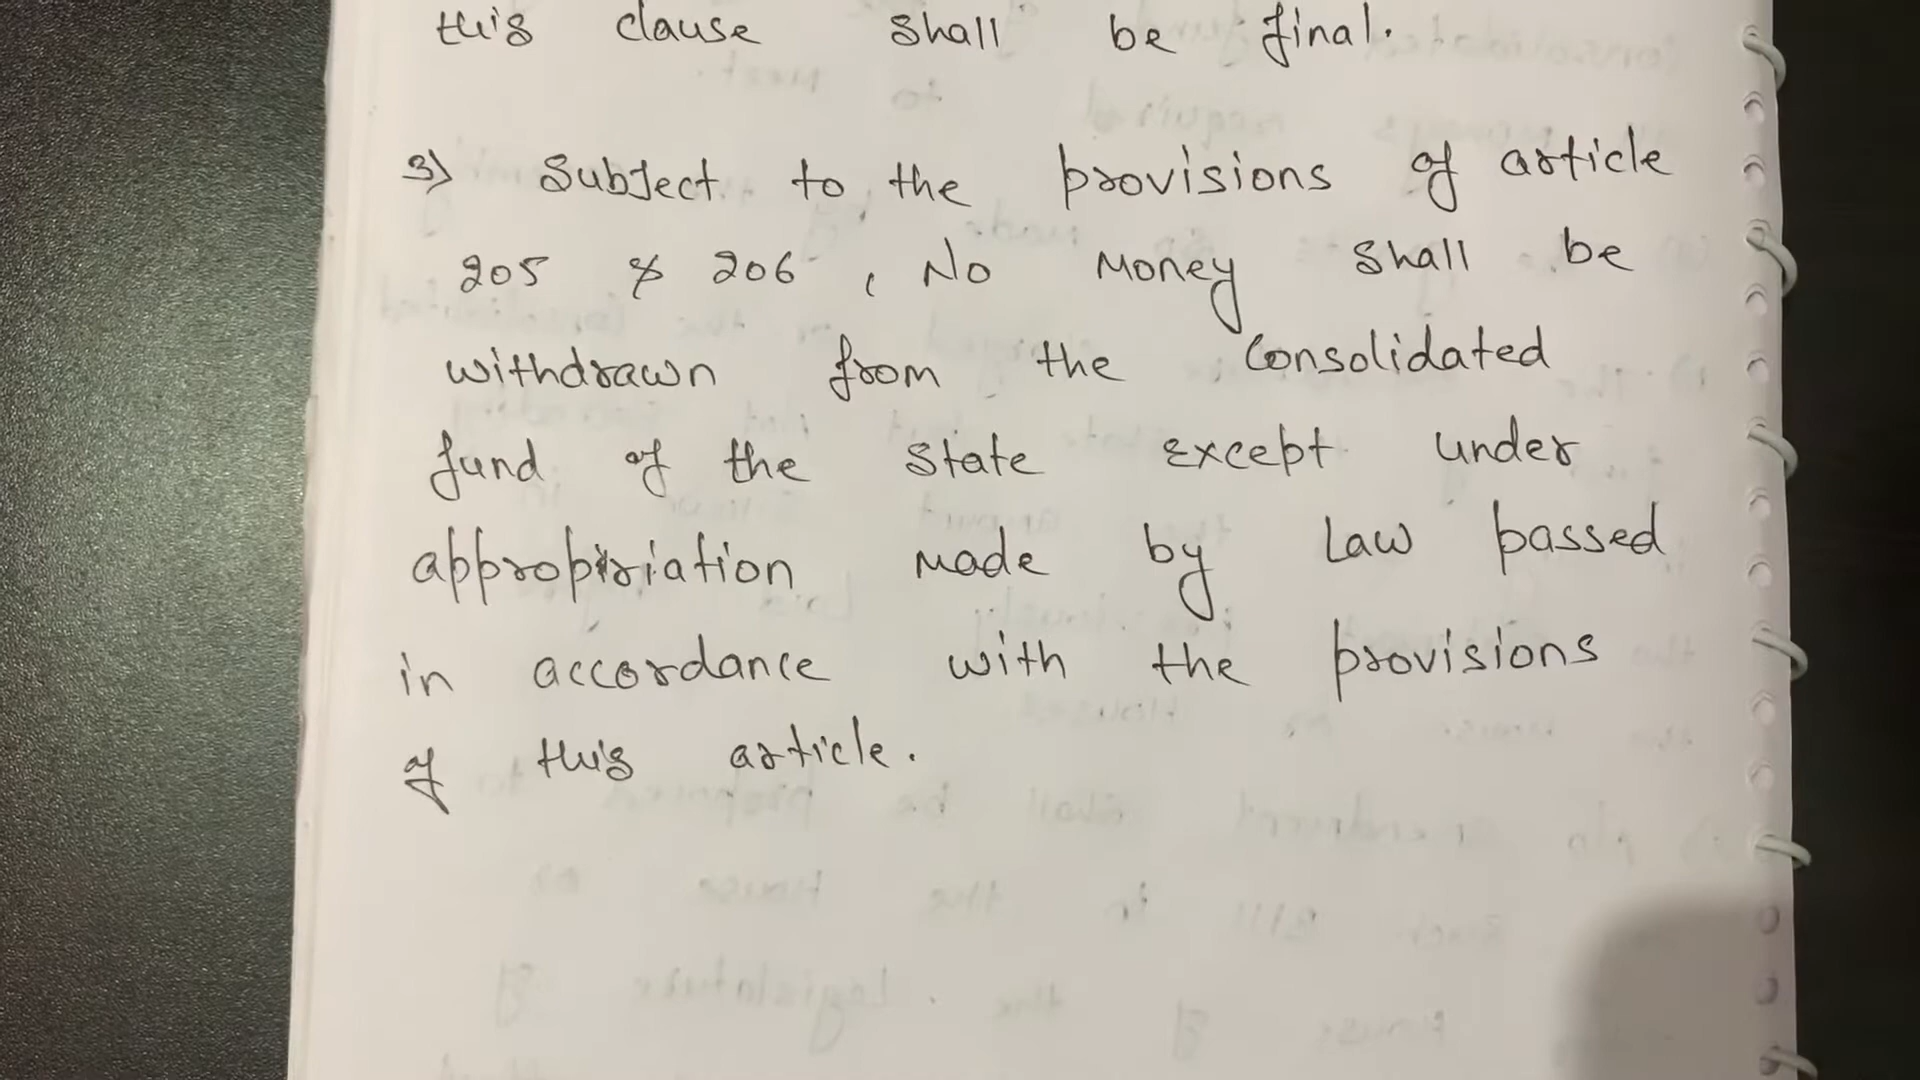 this clause shall be final.
3) Subject to the provisions of article
205 & 206, No Money shall be
withdrawn from the Consolidated
fund of the State except under
appropriation made by Law passed
in accordance with the provisions
of this article.